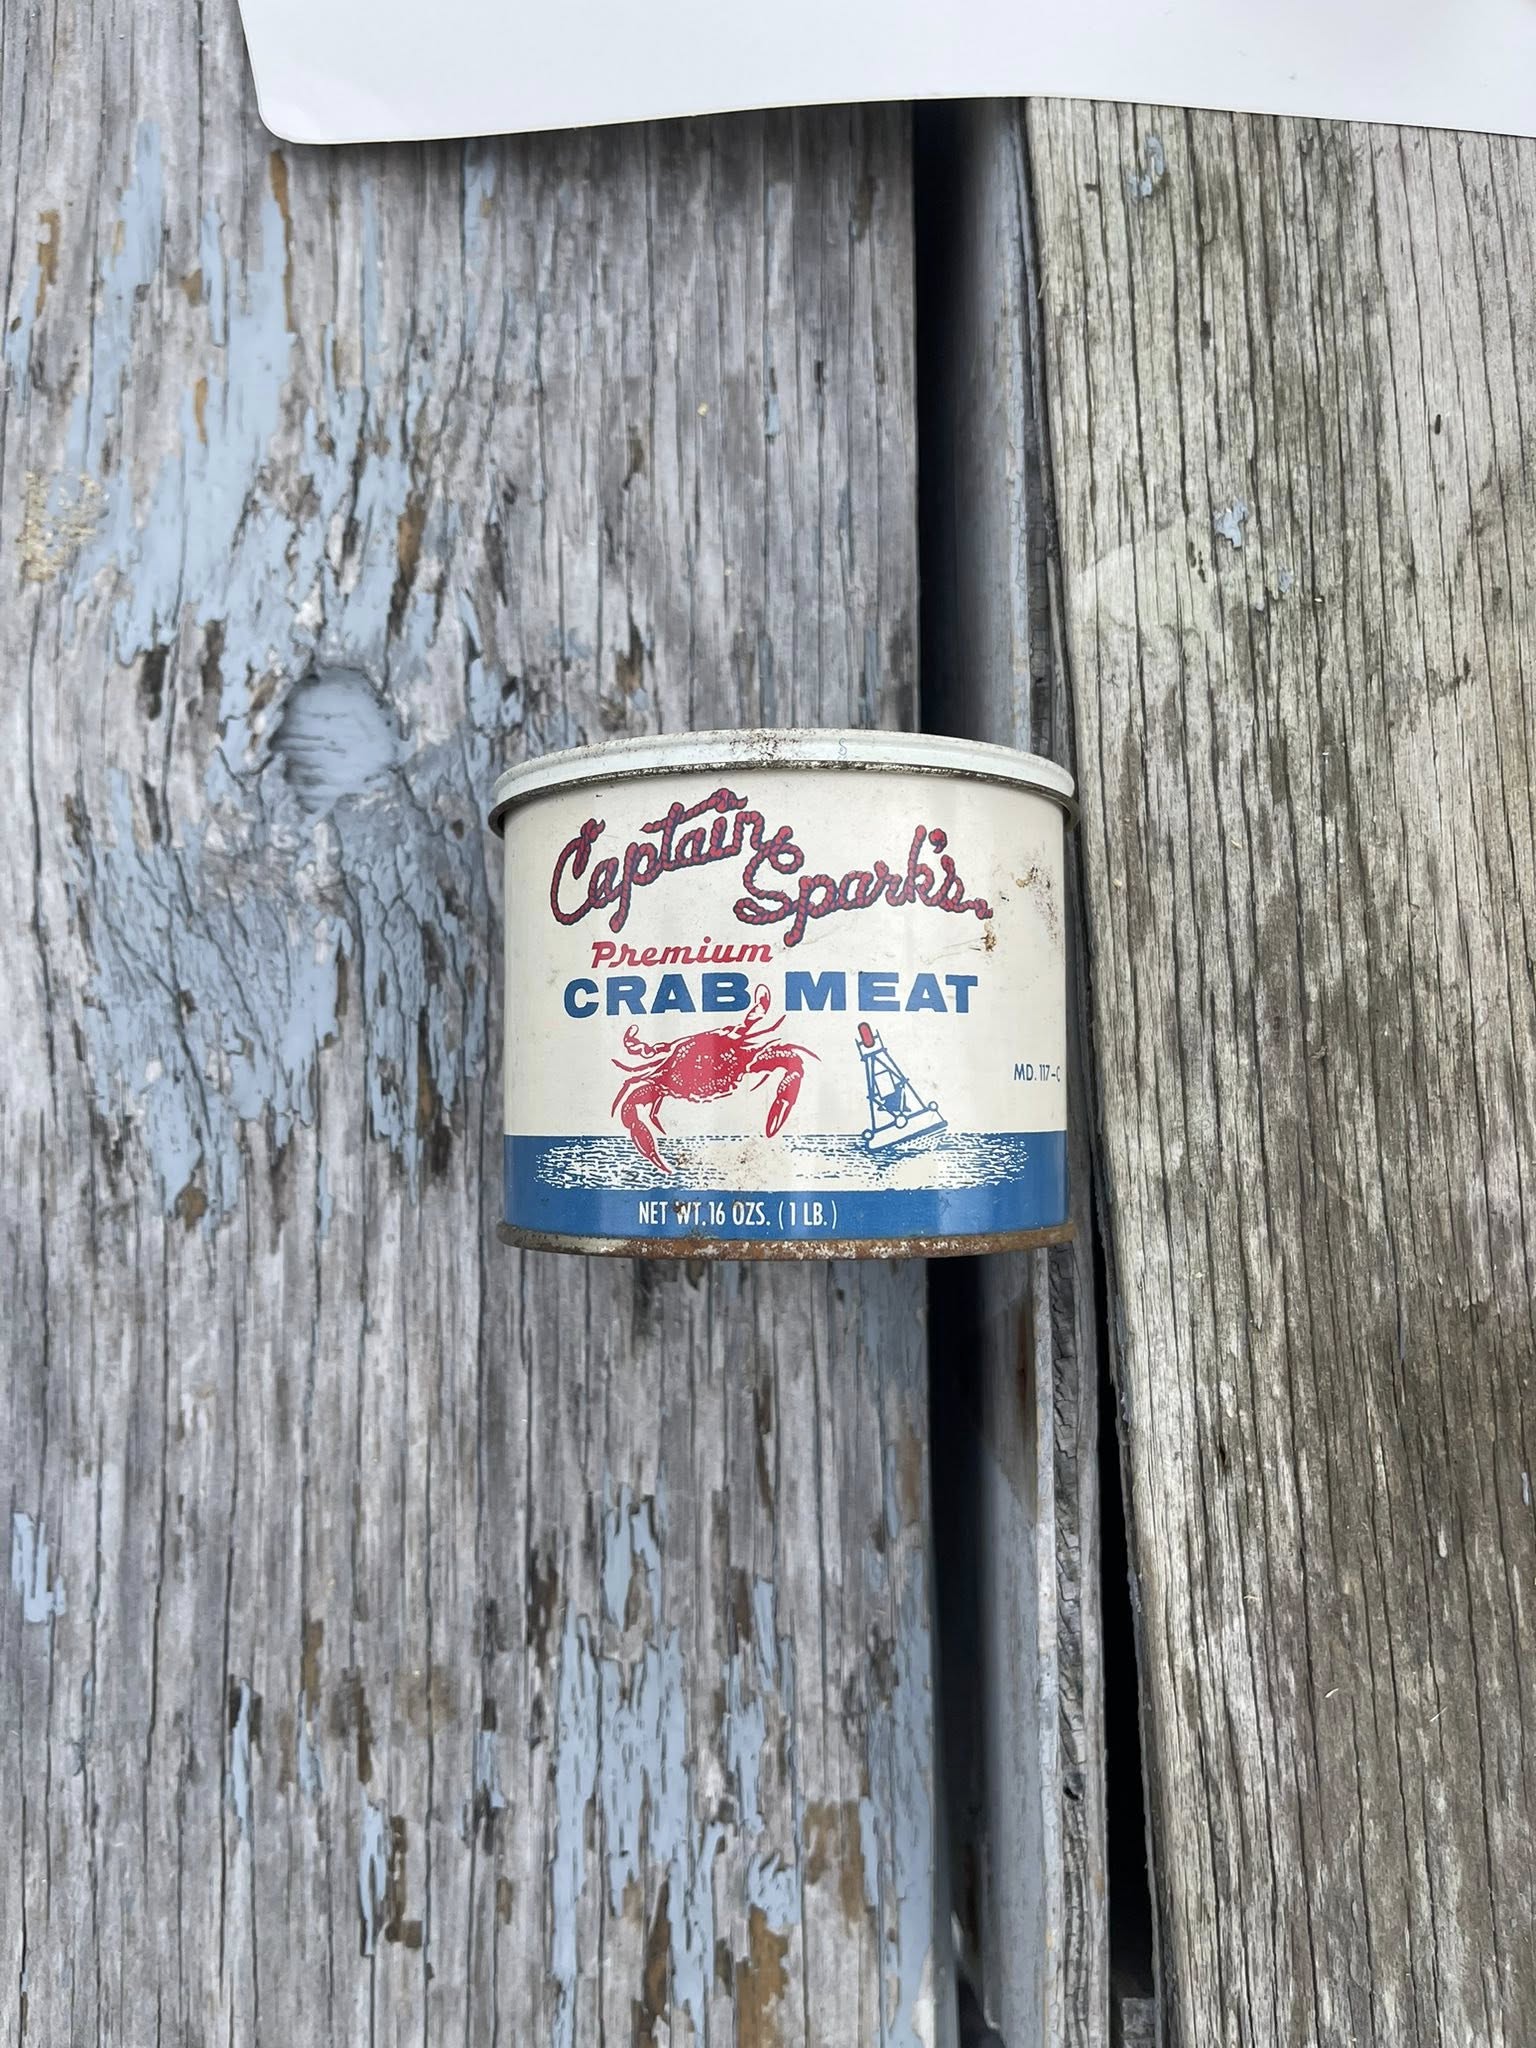 Captain
Spark's
Premium
CRAB MEAT
MD. 117-C
NET WT. 16 OZS. (1 LB.)